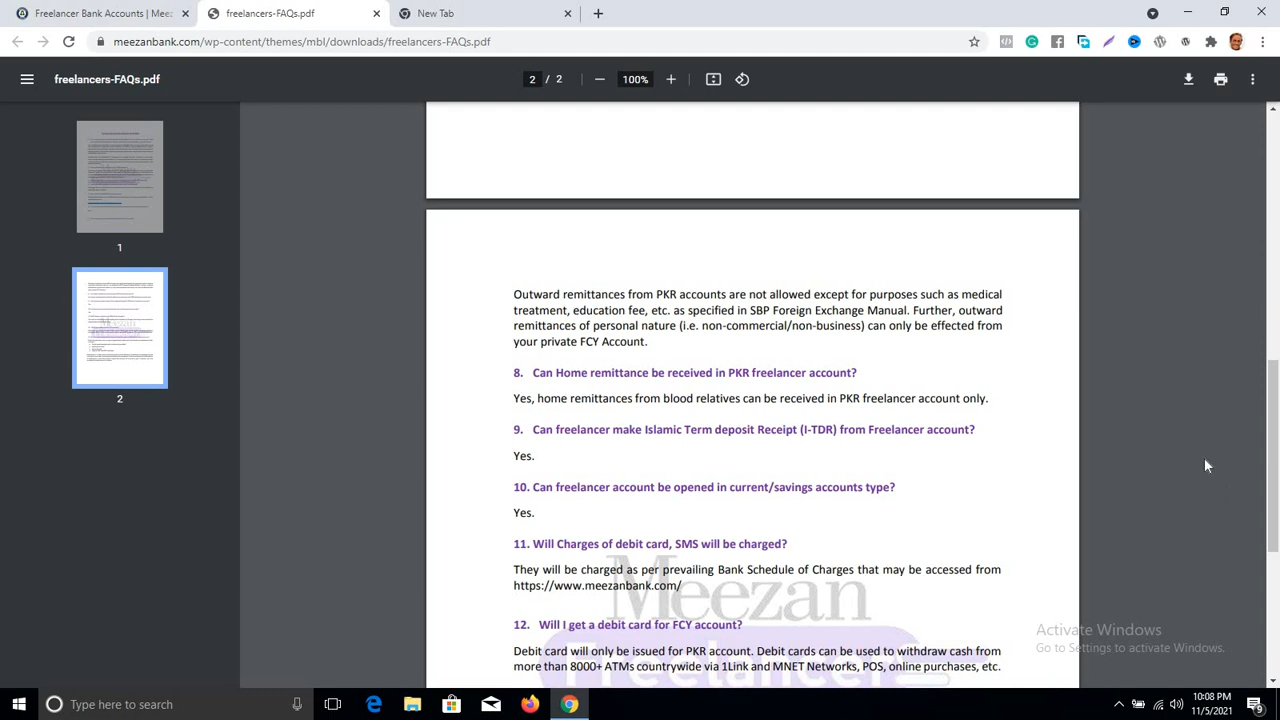 Freelancer Bank Accounts | Meez
freelancers-FAQs.pdf
New Tab
meezanbank.com/wp-content/themes/mbl/downloads/freelancers-FAQs.pdf
freelancers-FAQs.pdf
2 / 2
100%
1
2
Outward remittances from PKR accounts are not allowed except for purposes such as medical
treatment, education fee, etc. as specified in SBP Foreign Exchange Manual. Further, outward
remittances of personal nature (i.e. non-commercial/non-business) can only be effected from
your private FCY Account.
8. Can Home remittance be received in PKR freelancer account?
Yes, home remittances from blood relatives can be received in PKR freelancer account only.
9. Can freelancer make Islamic Term deposit Receipt (I-TDR) from Freelancer account?
Yes.
10. Can freelancer account be opened in current/savings accounts type?
Yes.
11. Will Charges of debit card, SMS will be charged?
They will be charged as per prevailing Bank Schedule of Charges that may be accessed from
https://www.meezanbank.com/
Meezan
12. Will I get a debit card for FCY account?
Debit card will only be issued for PKR account. Debit cards can be used to withdraw cash from
more than 8000+ ATMs countrywide via 1Link and MNET Networks, POS, online purchases, etc.
freelancer
Activate Windows
Go to Settings to activate Windows.
Type here to search
10:08 PM
11/5/2021